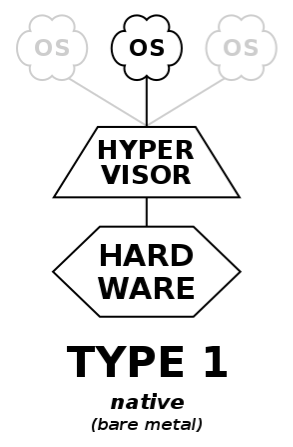 OS OS OS
HYPER
VISOR
HARD
WARE
TYPE 1
native
(bare metal)